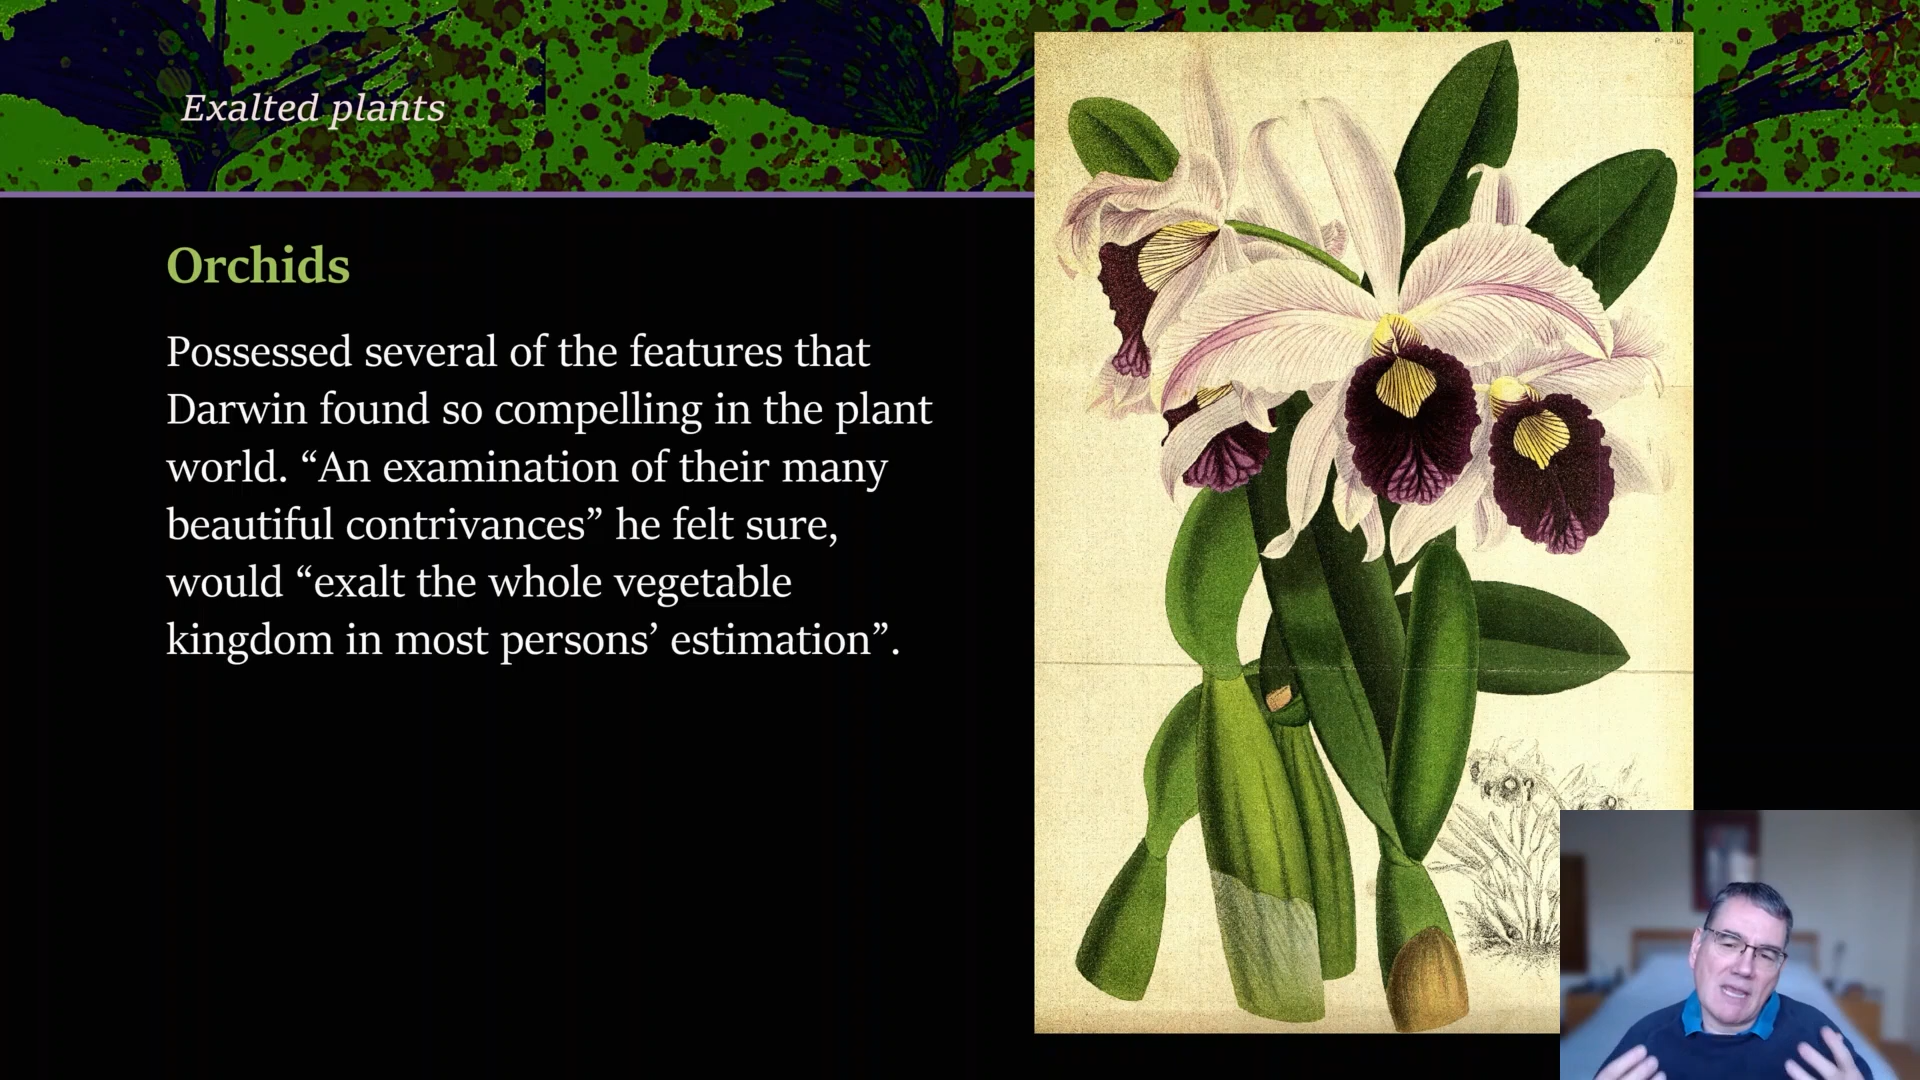 Exalted plants
Orchids
Possessed several of the features that
Darwin found so compelling in the plant
world. “An examination of their many
beautiful contrivances” he felt sure,
would “exalt the whole vegetable
kingdom in most persons’ estimation”.